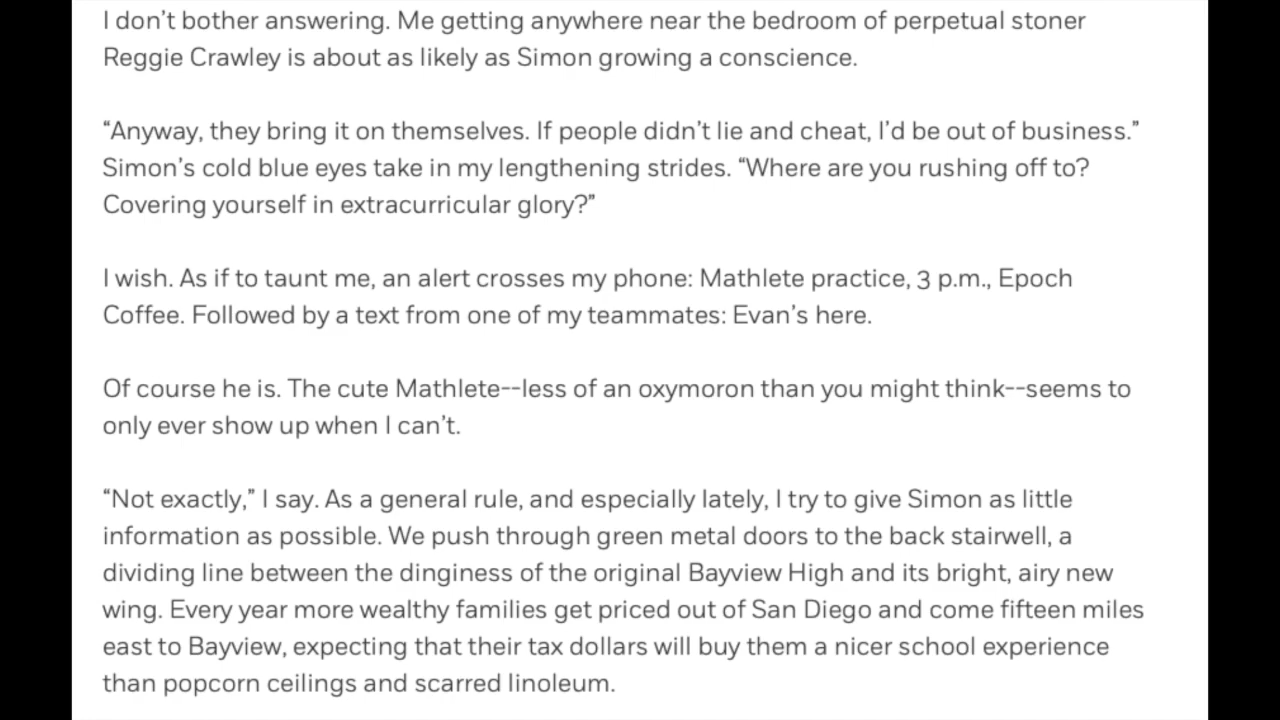 I don’t bother answering. Me getting anywhere near the bedroom of perpetual stoner
Reggie Crawley is about as likely as Simon growing a conscience.
“Anyway, they bring it on themselves. If people didn’t lie and cheat, I’d be out of business.”
Simon’s cold blue eyes take in my lengthening strides. “Where are you rushing off to?
Covering yourself in extracurricular glory?”
I wish. As if to taunt me, an alert crosses my phone: Mathlete practice, 3 p.m., Epoch
Coffee. Followed by a text from one of my teammates: Evan’s here.
Of course he is. The cute Mathlete--less of an oxymoron than you might think--seems to
only ever show up when I can’t.
“Not exactly,” I say. As a general rule, and especially lately, I try to give Simon as little
information as possible. We push through green metal doors to the back stairwell, a
dividing line between the dinginess of the original Bayview High and its bright, airy new
wing. Every year more wealthy families get priced out of San Diego and come fifteen miles
east to Bayview, expecting that their tax dollars will buy them a nicer school experience
than popcorn ceilings and scarred linoleum.